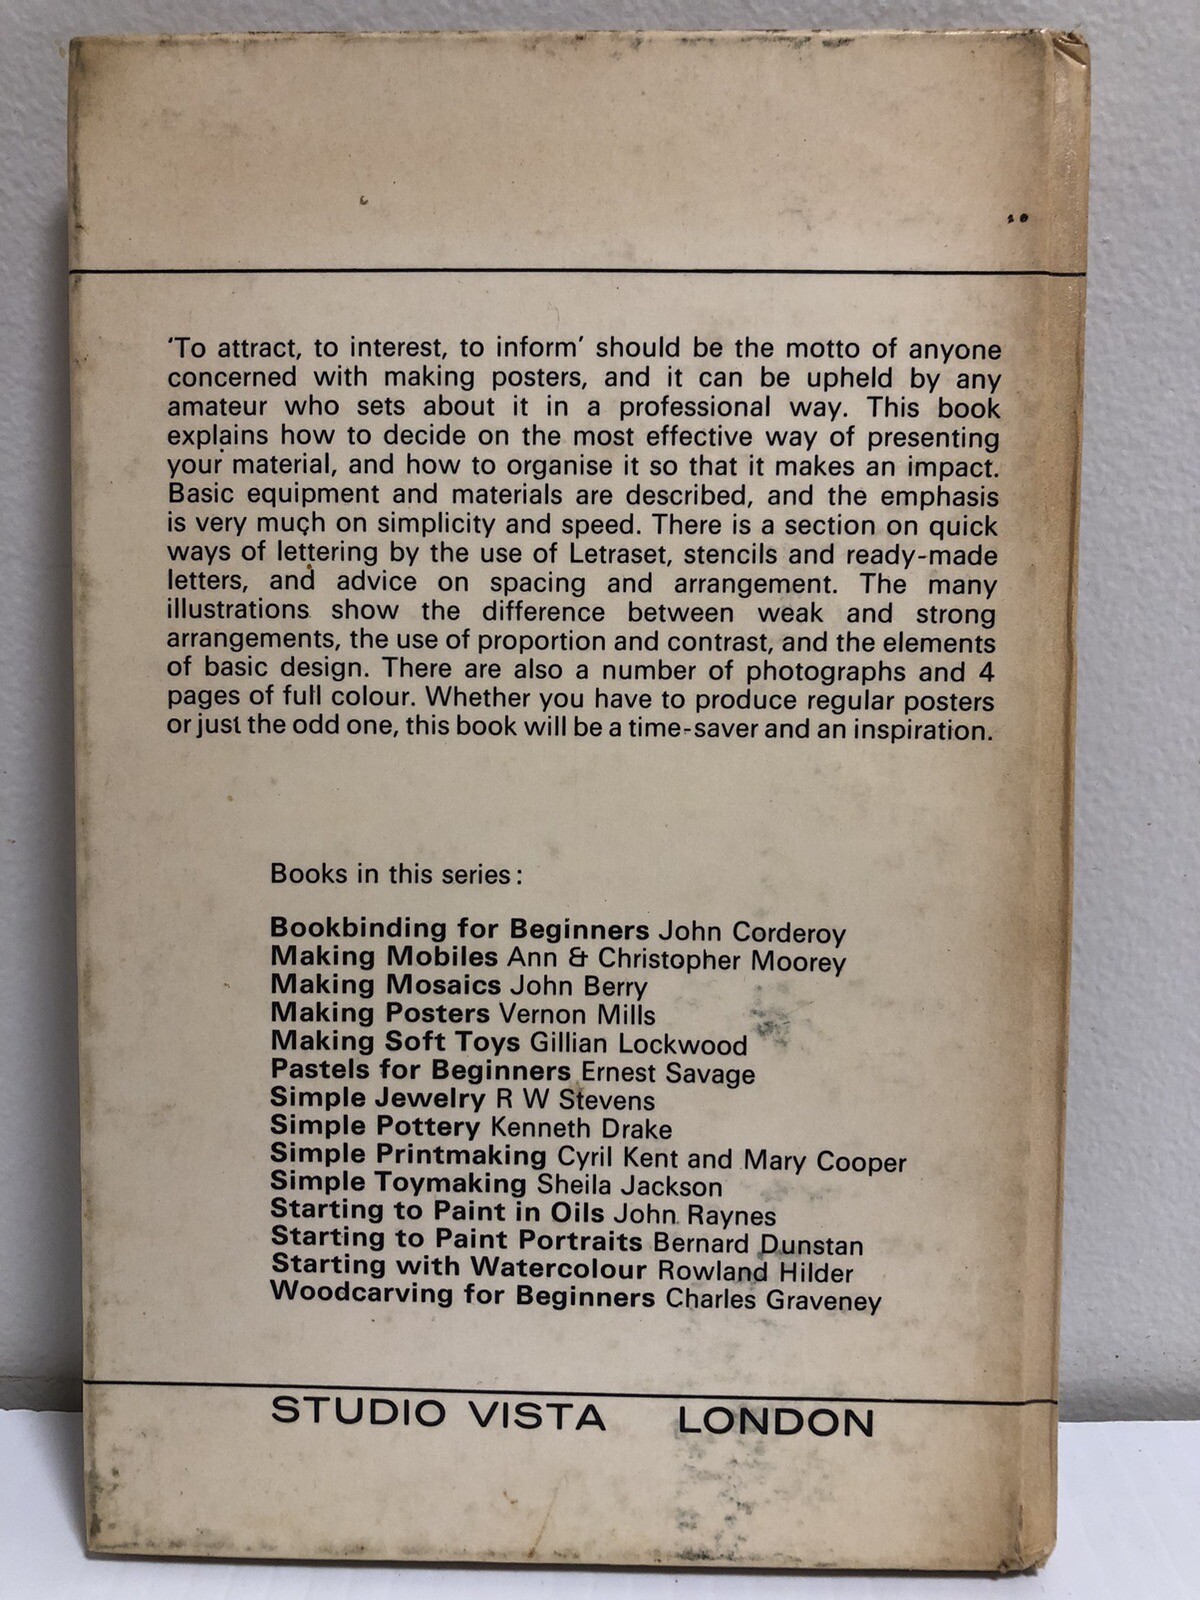 'To attract, to interest, to inform' should be the motto of anyone
concerned with making posters, and it can be upheld by any
amateur who sets about it in a professional way. This book
explains how to decide on the most effective way of presenting
your material, and how to organise it so that it makes an impact.
Basic equipment and materials are described, and the emphasis
is very much on simplicity and speed. There is a section on quick
ways of lettering by the use of Letraset, stencils and ready-made
letters, and advice on spacing and arrangement. The many
illustrations show the difference between weak and strong
arrangements, the use of proportion and contrast, and the elements
of basic design. There are also a number of photographs and 4
pages of full colour. Whether you have to produce regular posters
or just the odd one, this book will be a time-saver and an inspiration.
Books in this series:
Bookbinding for Beginners John Corderoy
Making Mobiles Ann & Christopher Moorey
Making Mosaics John Berry
Making Posters Vernon Mills
Making Soft Toys Gillian Lockwood
Pastels for Beginners Ernest Savage
Simple Jewelry R W Stevens
Simple Pottery Kenneth Drake
Simple Printmaking Cyril Kent and Mary Cooper
Simple Toymaking Sheila Jackson
Starting to Paint in Oils John Raynes
Starting to Paint Portraits Bernard Dunstan
Starting with Watercolour Rowland Hilder
Woodcarving for Beginners Charles Graveney
STUDIO VISTA LONDON